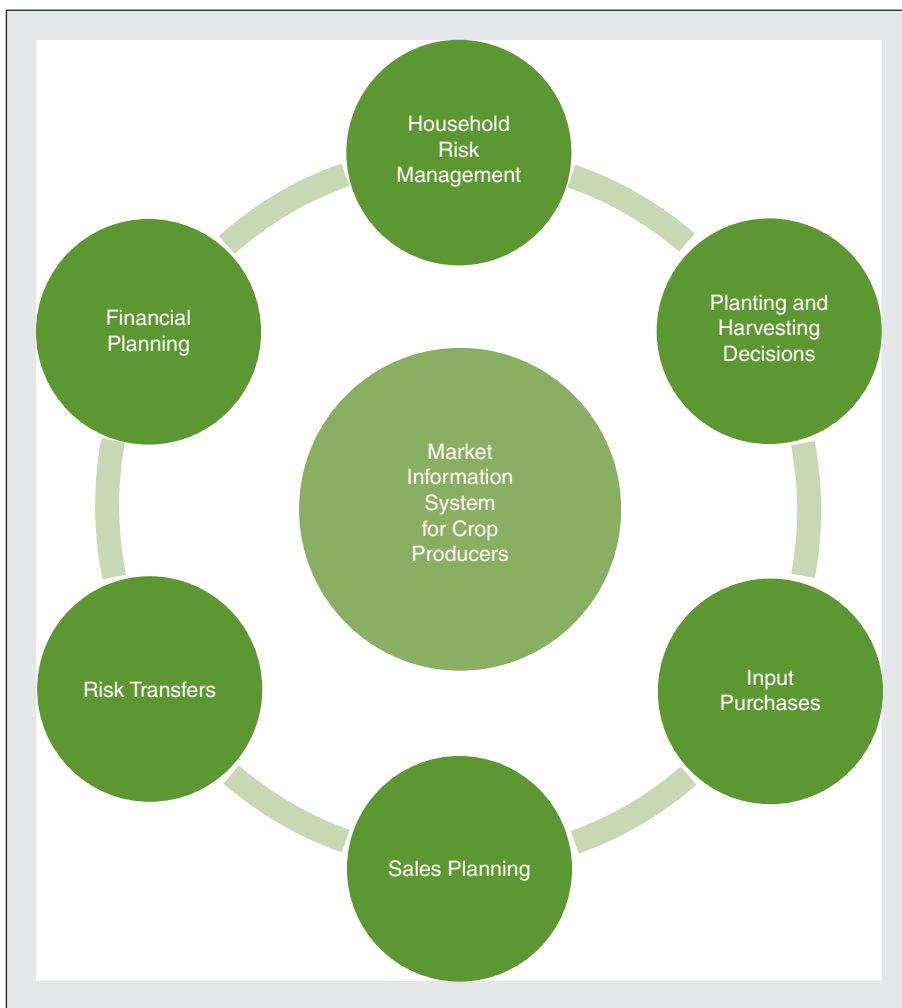 Household
Risk
Management
Planting and
Harvesting
Decisions
Input
Purchases
Sales Planning
Risk Transfers
Financial
Planning
Market
Information
System
for Crop
Producers